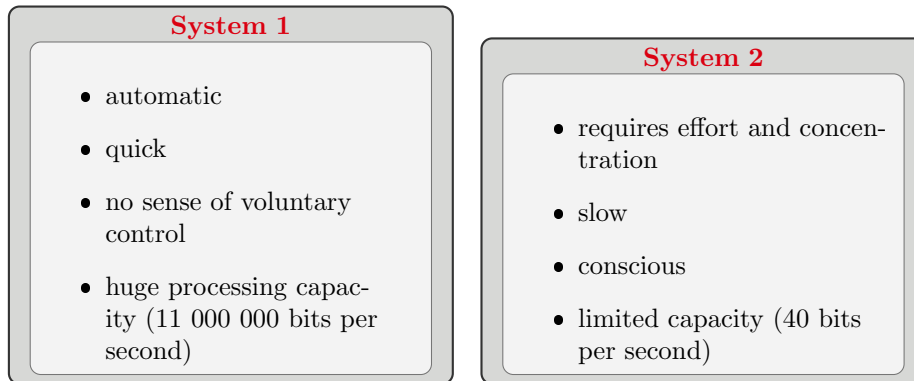 System 1
• automatic
• quick
• no sense of voluntary
control
• huge processing capac-
ity (11 000 000 bits per
second)
System 2
• requires effort and concen-
tration
• slow
• conscious
• limited capacity (40 bits
per second)